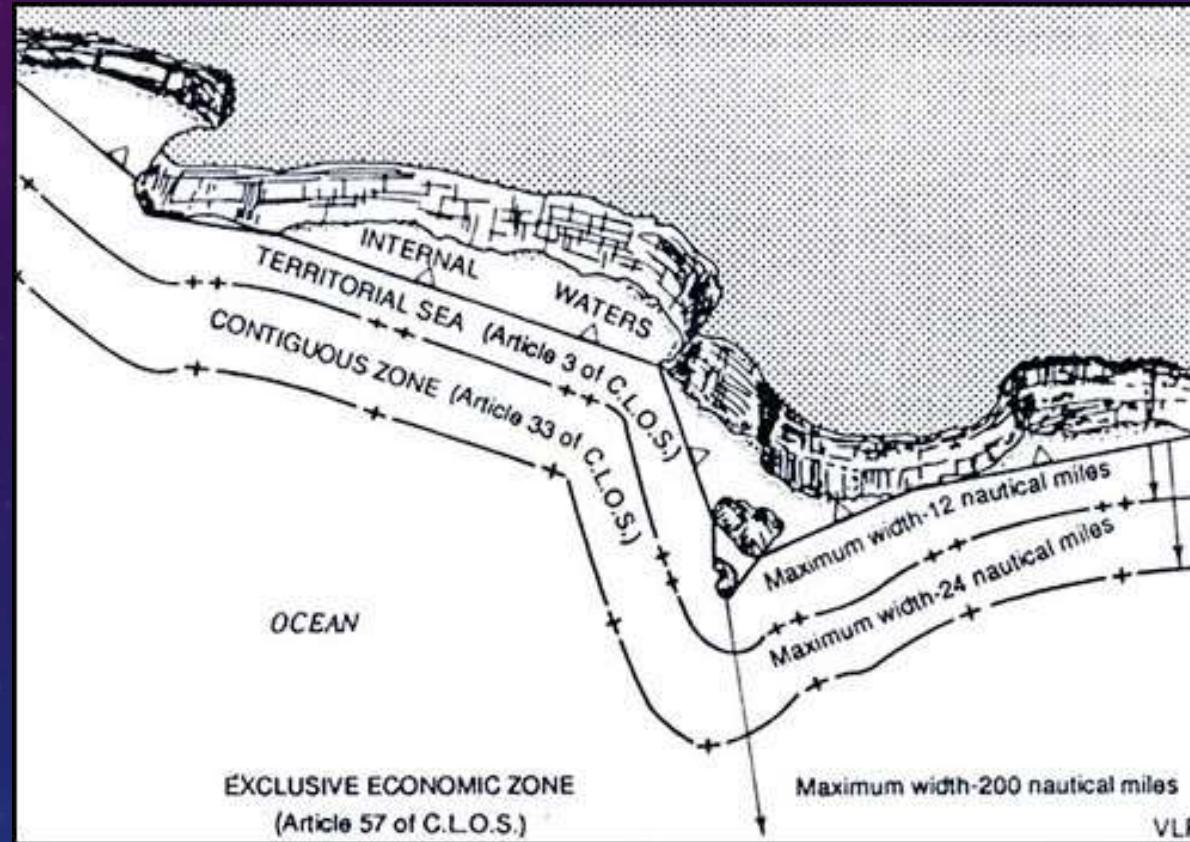 INTERNAL
WATERS
TERRITORIAL SEA (Article 3 of C.L.O.S.)
CONTIGUOUS ZONE (Article 33 of C.L.O.S.)
Maximum width-12 nautical miles
Maximum width-24 nautical miles
OCEAN
EXCLUSIVE ECONOMIC ZONE
(Article 57 of C.L.O.S.)
Maximum width-200 nautical miles